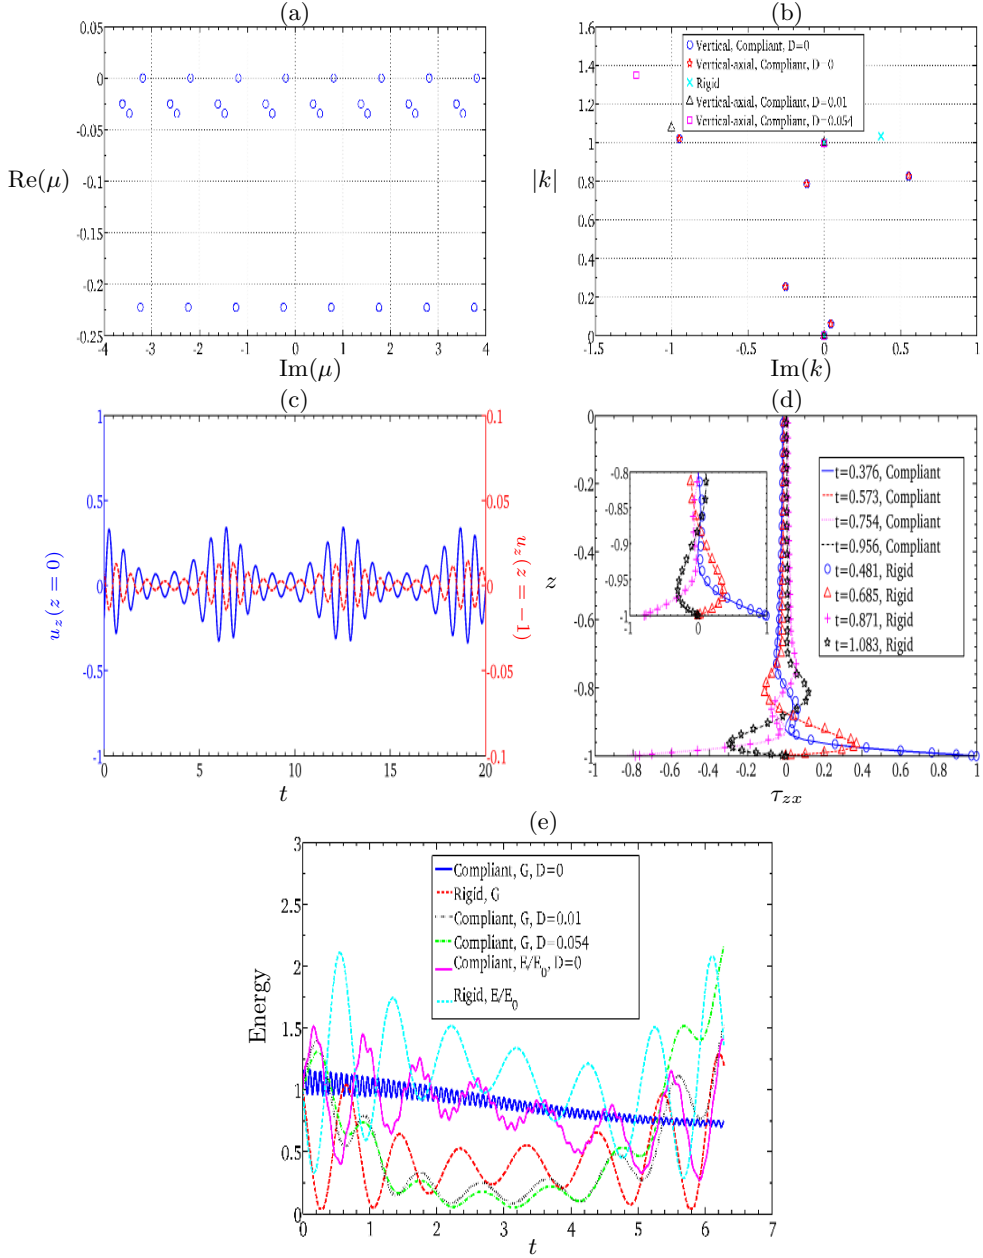 (a)
0.05
0
-0.05
-0.1
-0.15
-0.2
-0.25
Re(μ)
-4 -3 -2 -1 0 1 2 3 4
Im(μ)
(b)
1.6
1.4
1.2
1
0.8
0.6
0.4
0.2
0
|k|
Vertical, Compliant, D=0
Vertical-axial, Compliant, D=0
Rigid
Vertical-axial, Compliant, D=0.01
Vertical-axial, Compliant, D=0.054
-1.5 -1 -0.5 0 0.5 1
Im(k)
(c)
1
0.5
0
-0.5
-1
u_z(z = 0)
0.1
0.05
0
-0.05
-0.1
u_z(z = −1)
0 5 10 15 20
t
(d)
0
-0.2
-0.4
-0.6
-0.8
-1
z
-0.8
-0.85
-0.9
-0.95
-1
-1 0 1
t=0.376, Compliant
t=0.573, Compliant
t=0.754, Compliant
t=0.956, Compliant
t=0.481, Rigid
t=0.685, Rigid
t=0.871, Rigid
t=1.083, Rigid
-1 -0.8 -0.6 -0.4 -0.2 0 0.2 0.4 0.6 0.8 1
τ_zx
(e)
3
2.5
2
1.5
1
0.5
0
Energy
Compliant, G, D=0
Rigid, G
Compliant, G, D=0.01
Compliant, G, D=0.054
Compliant, E/E_0, D=0
Rigid, E/E_0
0 1 2 3 4 5 6 7
t